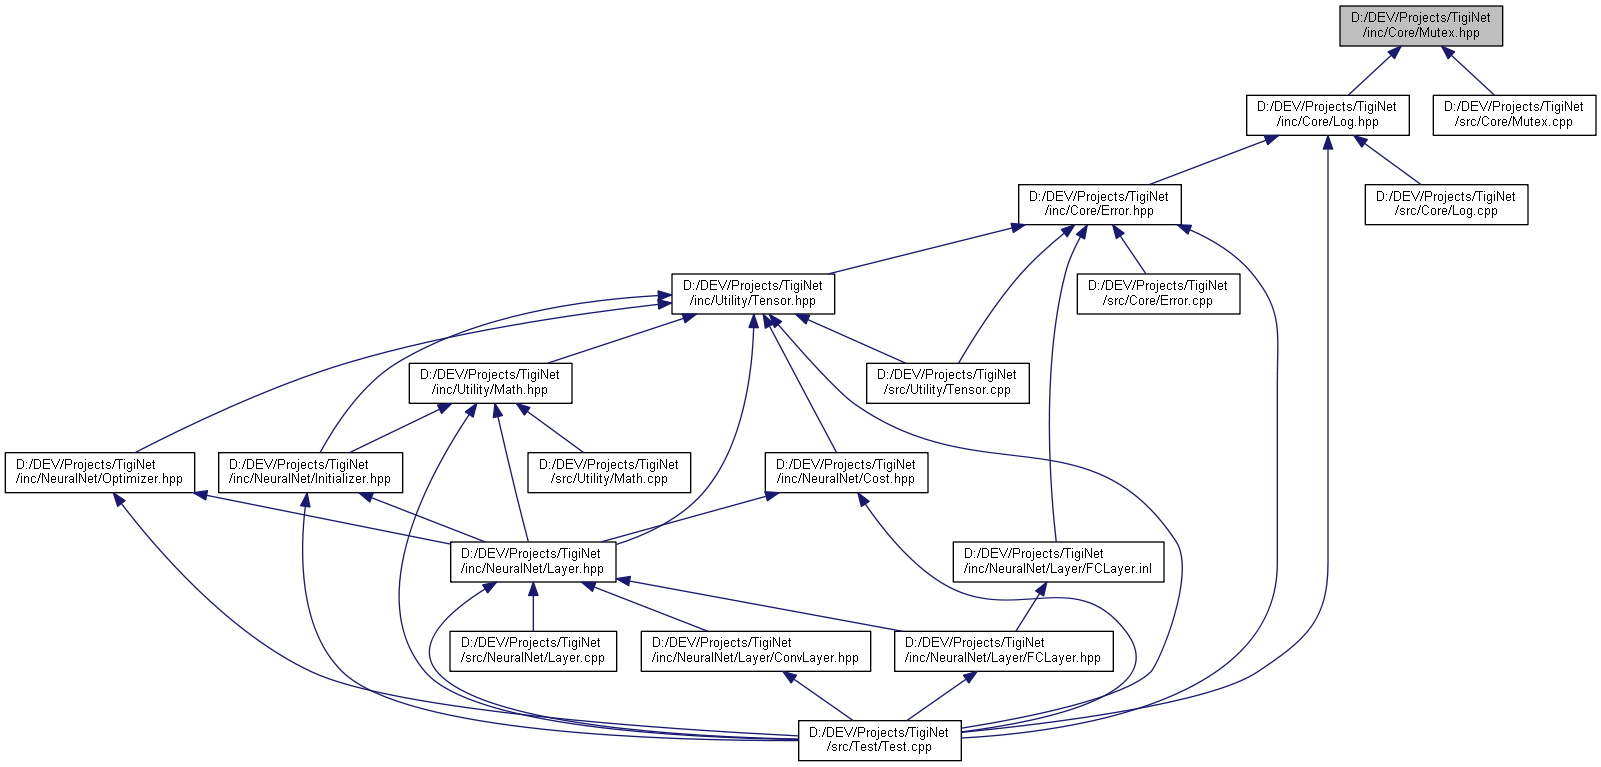 D:/DEV/Projects/TigiNet
/inc/Core/Mutex.hpp
D:/DEV/Projects/TigiNet
/inc/Core/Log.hpp
D:/DEV/Projects/TigiNet
/src/Core/Mutex.cpp
D:/DEV/Projects/TigiNet
/inc/Core/Error.hpp
D:/DEV/Projects/TigiNet
/src/Core/Log.cpp
D:/DEV/Projects/TigiNet
/inc/Utility/Tensor.hpp
D:/DEV/Projects/TigiNet
/src/Core/Error.cpp
D:/DEV/Projects/TigiNet
/inc/Utility/Math.hpp
D:/DEV/Projects/TigiNet
/src/Utility/Tensor.cpp
D:/DEV/Projects/TigiNet
/inc/NeuralNet/Optimizer.hpp
D:/DEV/Projects/TigiNet
/inc/NeuralNet/Initializer.hpp
D:/DEV/Projects/TigiNet
/src/Utility/Math.cpp
D:/DEV/Projects/TigiNet
/inc/NeuralNet/Cost.hpp
D:/DEV/Projects/TigiNet
/inc/NeuralNet/Layer.hpp
D:/DEV/Projects/TigiNet
/inc/NeuralNet/Layer/FCLayer.inl
D:/DEV/Projects/TigiNet
/src/NeuralNet/Layer.cpp
D:/DEV/Projects/TigiNet
/inc/NeuralNet/Layer/ConvLayer.hpp
D:/DEV/Projects/TigiNet
/inc/NeuralNet/Layer/FCLayer.hpp
D:/DEV/Projects/TigiNet
/src/Test/Test.cpp